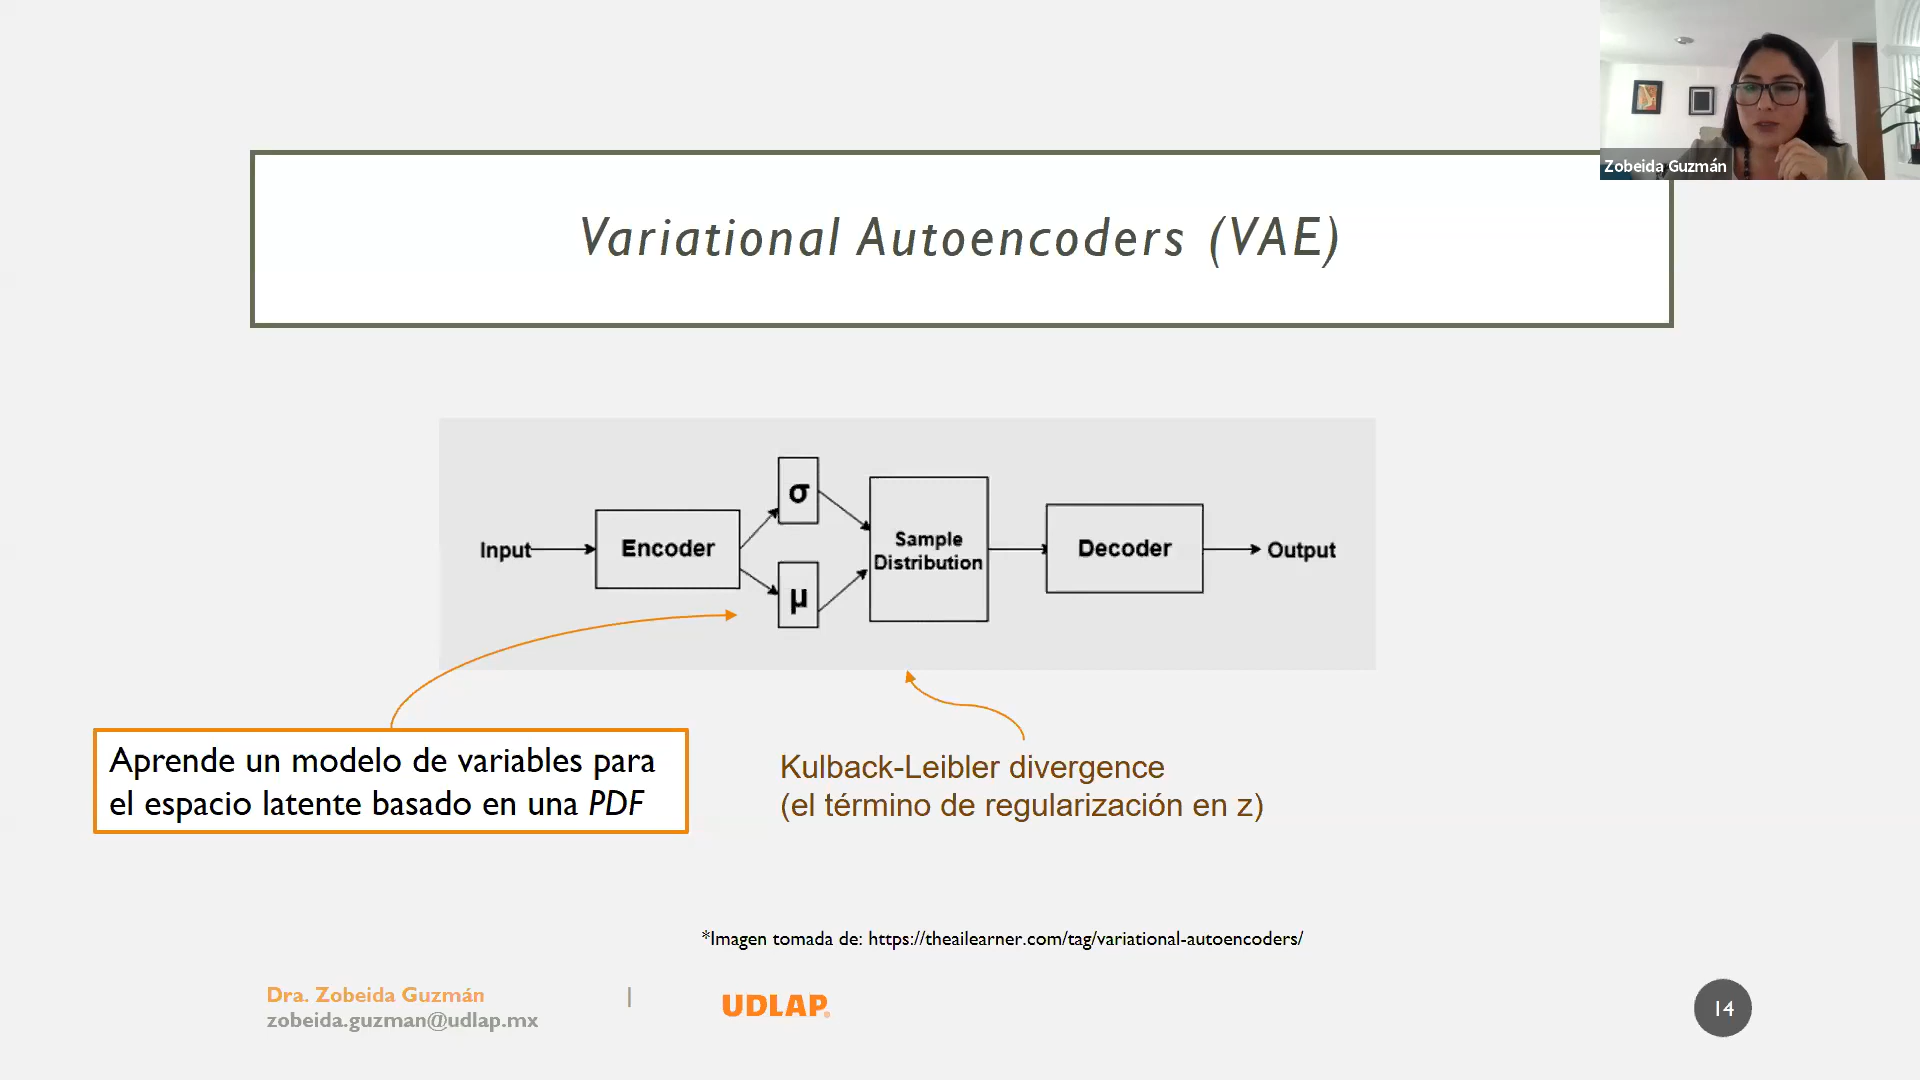 Zobeida Guzmán
Variational Autoencoders (VAE)
σ
Input
Encoder
Sample
Distribution
Decoder
Output
μ
Aprende un modelo de variables para
el espacio latente basado en una PDF
Kulback-Leibler divergence
(el término de regularización en z)
*Imagen tomada de: https://theailearner.com/tag/variational-autoencoders/
Dra. Zobeida Guzmán
|
zobeida.guzman@udlap.mx
UDLAP®
14